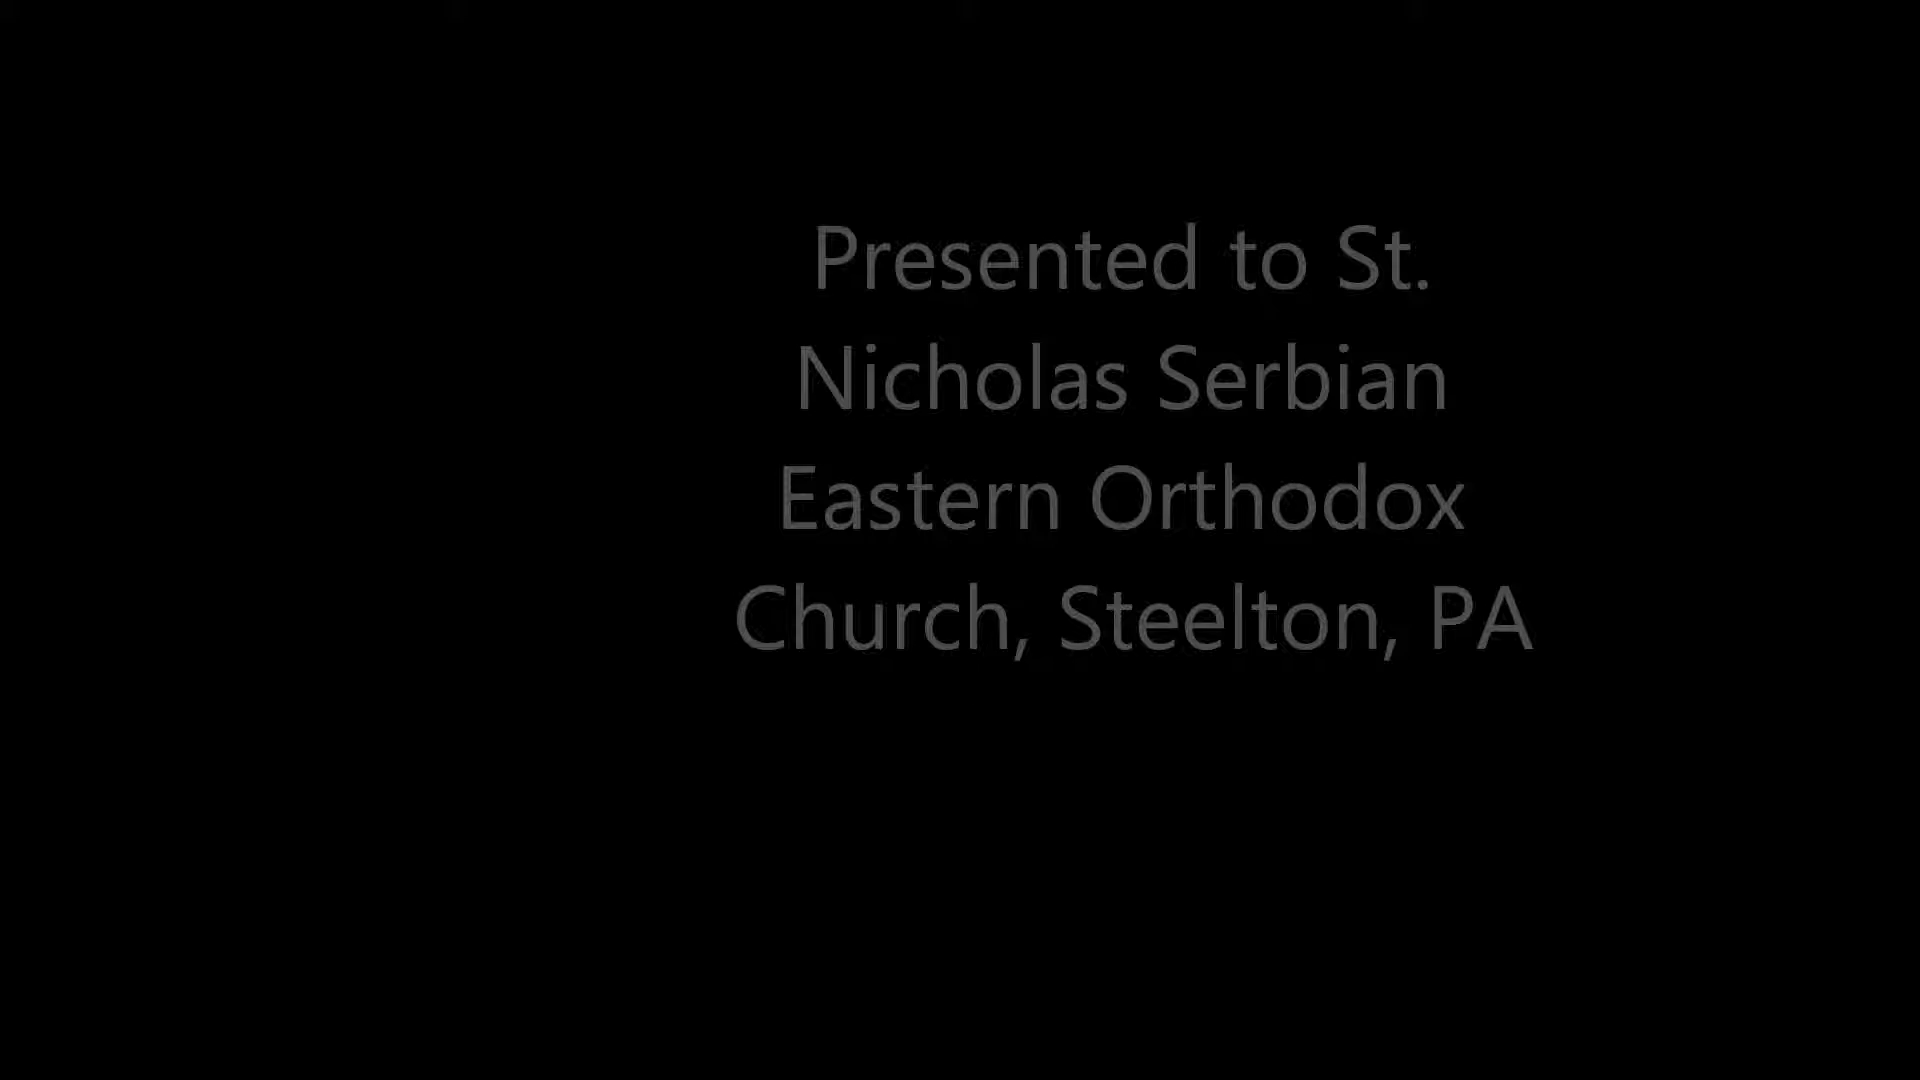 Presented to St.
Nicholas Serbian
Eastern Orthodox
Church, Steelton, PA